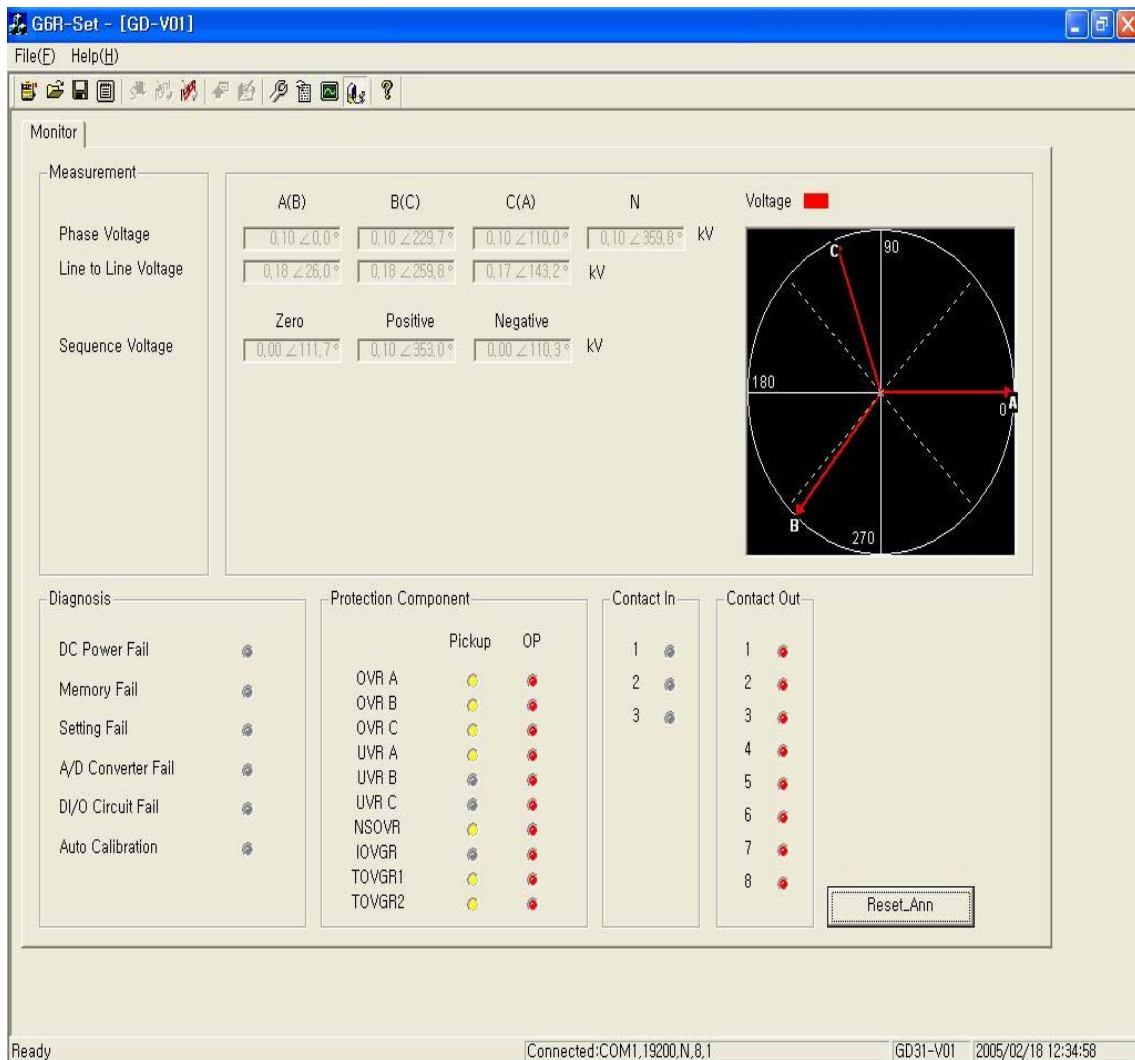 G6R-Set - [GD-V01]
File(F) Help(H)
Monitor
Measurement
A(B) B(C) C(A) N
Voltage
Phase Voltage 0,10 ∠0,0° 0,10 ∠229,7° 0,10 ∠110,0° 0,10 ∠359,8° kV
Line to Line Voltage 0,18 ∠26,0° 0,18 ∠259,8° 0,17 ∠143,2° kV
Zero Positive Negative
Sequence Voltage 0,00 ∠111,7° 0,10 ∠353,0° 0,00 ∠110,3° kV
C 90
180
0 A
B
270
Diagnosis
DC Power Fail
Memory Fail
Setting Fail
A/D Converter Fail
DI/O Circuit Fail
Auto Calibration
Protection Component
Pickup OP
OVR A
OVR B
OVR C
UVR A
UVR B
UVR C
NSOVR
IOVGR
TOVGR1
TOVGR2
Contact In
1
2
3
Contact Out
1
2
3
4
5
6
7
8
Reset_Ann
Ready Connected:COM1,19200,N,8,1 GD31-V01 2005/02/18 12:34:58